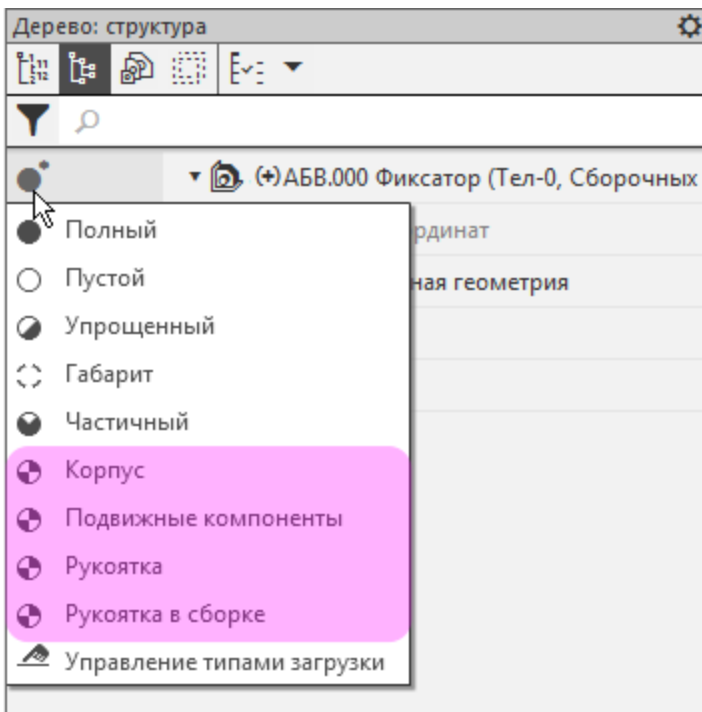 Дерево: структура
(+)АБВ.000 Фиксатор (Тел-0, Сборочных
Полный
рдинат
Пустой
ная геометрия
Упрощенный
Габарит
Частичный
Корпус
Подвижные компоненты
Рукоятка
Рукоятка в сборке
Управление типами загрузки